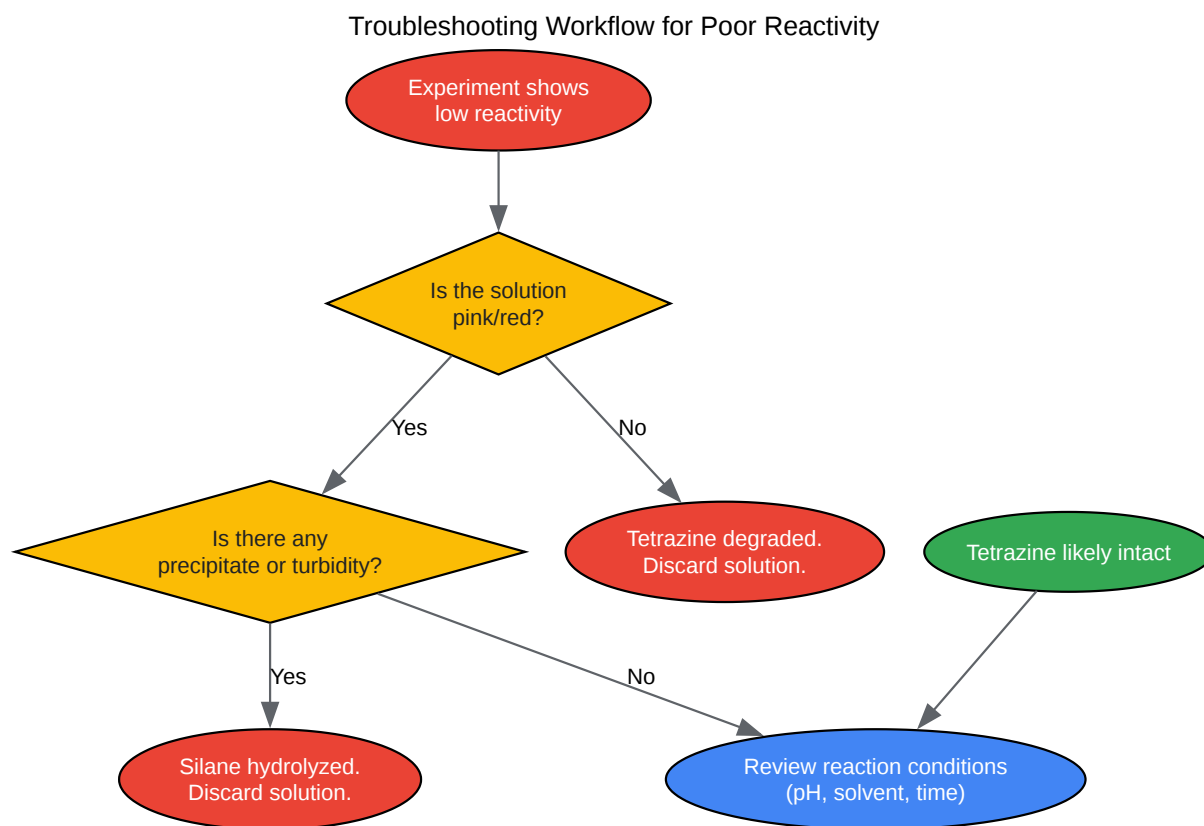 Troubleshooting Workflow for Poor Reactivity
Experiment shows
low reactivity
Is the solution
pink/red?
Yes
No
Is there any
precipitate or turbidity?
Tetrazine degraded.
Discard solution.
Tetrazine likely intact
Yes
No
Silane hydrolyzed.
Discard solution.
Review reaction conditions
(pH, solvent, time)